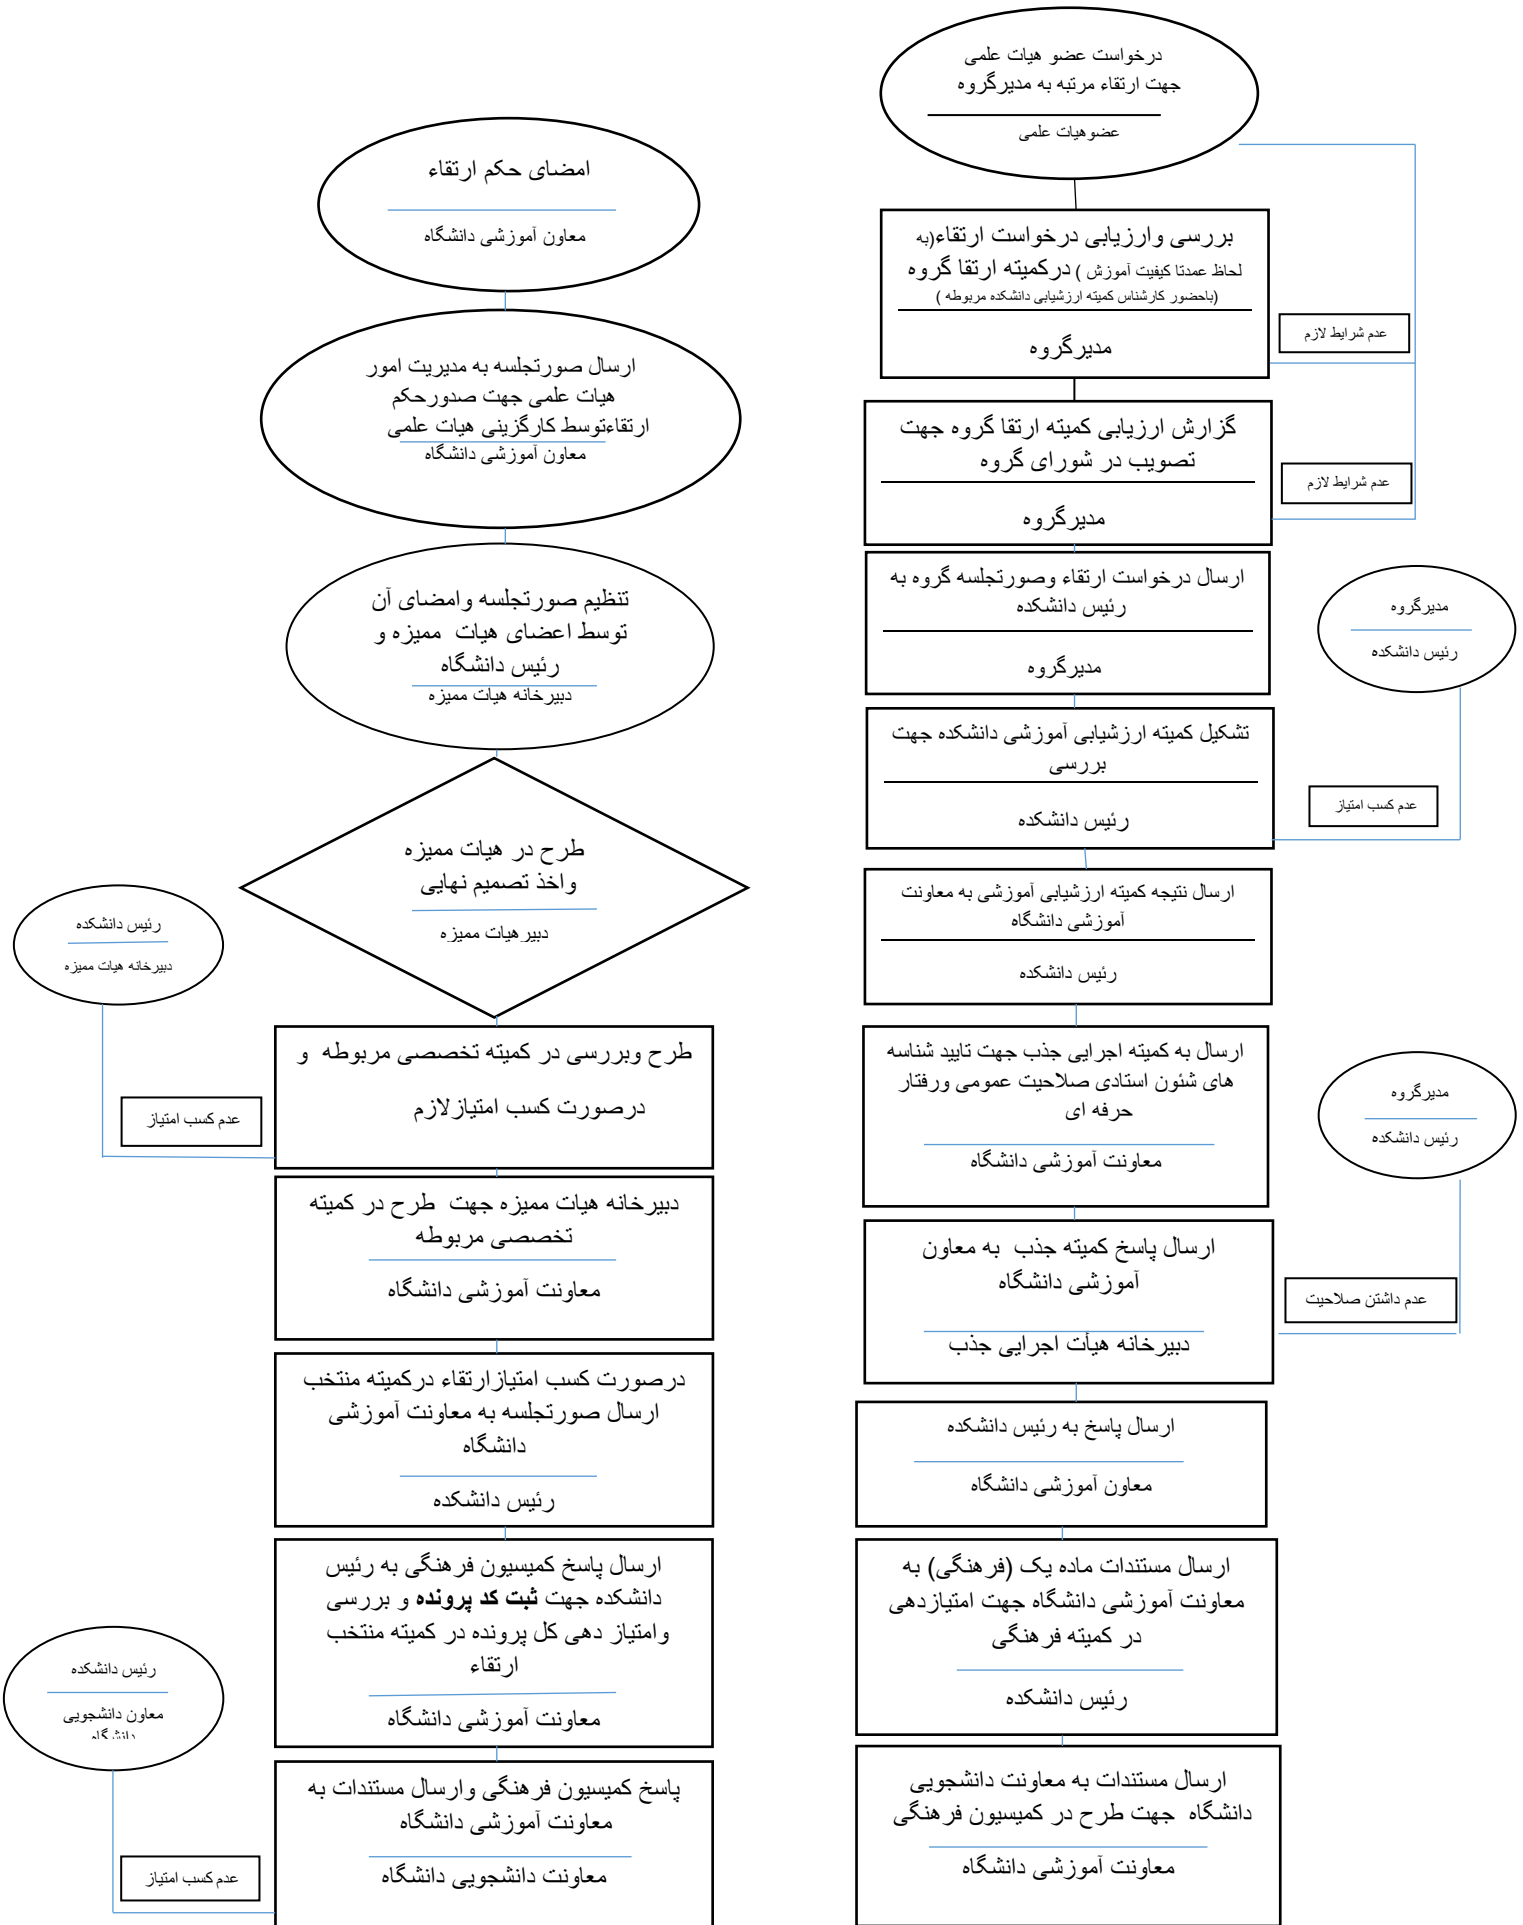 درخواست عضو هیات علمی
جهت ارتقاء مرتبه به مدیرگروه
عضوهیات علمی
بررسی وارزیابی درخواست ارتقاء(به
لحاظ عمدتا کیفیت آموزش ) درکمیته ارتقا گروه
(باحضور کارشناس کمیته ارزشیابی دانشکده مربوطه )
مدیرگروه
عدم شرایط لازم
گزارش ارزیابی کمیته ارتقا گروه جهت
تصویب در شورای گروه
مدیرگروه
عدم شرایط لازم
ارسال درخواست ارتقاء وصورتجلسه گروه به
رئیس دانشکده
مدیرگروه
مدیرگروه
رئیس دانشکده
تشکیل کمیته ارزشیابی آموزشی دانشکده جهت
بررسی
رئیس دانشکده
عدم کسب امتیاز
ارسال نتیجه کمیته ارزشیابی آموزشی به معاونت
آموزشی دانشگاه
رئیس دانشکده
ارسال به کمیته اجرایی جذب جهت تایید شناسه
های شئون استادی صلاحیت عمومی ورفتار
حرفه ای
معاونت آموزشی دانشگاه
مدیرگروه
رئیس دانشکده
ارسال پاسخ کمیته جذب به معاون
آموزشی دانشگاه
دبیرخانه هیأت اجرایی جذب
عدم داشتن صلاحیت
ارسال پاسخ به رئیس دانشکده
معاون آموزشی دانشگاه
ارسال مستندات ماده یک (فرهنگی) به
معاونت آموزشی دانشگاه جهت امتیازدهی
در کمیته فرهنگی
رئیس دانشکده
ارسال مستندات به معاونت دانشجویی
دانشگاه جهت طرح در کمیسیون فرهنگی
معاونت آموزشی دانشگاه
امضای حکم ارتقاء
معاون آموزشی دانشگاه
ارسال صورتجلسه به مدیریت امور
هیات علمی جهت صدورحکم
ارتقاءتوسط کارگزینی هیات علمی
معاون آموزشی دانشگاه
تنظیم صورتجلسه وامضای آن
توسط اعضای هیات ممیزه و
رئیس دانشگاه
دبیرخانه هیات ممیزه
طرح در هیات ممیزه
واخذ تصمیم نهایی
دبیرهیات ممیزه
رئیس دانشکده
دبیرخانه هیات ممیزه
طرح وبررسی در کمیته تخصصی مربوطه و
درصورت کسب امتیازلازم
عدم کسب امتیاز
دبیرخانه هیات ممیزه جهت طرح در کمیته
تخصصی مربوطه
معاونت آموزشی دانشگاه
درصورت کسب امتیازارتقاء درکمیته منتخب
ارسال صورتجلسه به معاونت آموزشی
دانشگاه
رئیس دانشکده
ارسال پاسخ کمیسیون فرهنگی به رئیس
دانشکده جهت ثبت کد پرونده و بررسی
وامتیاز دهی کل پرونده در کمیته منتخب
ارتقاء
معاونت آموزشی دانشگاه
رئیس دانشکده
معاون دانشجویی
دانشگاه
پاسخ کمیسیون فرهنگی وارسال مستندات به
معاونت آموزشی دانشگاه
معاونت دانشجویی دانشگاه
عدم کسب امتیاز